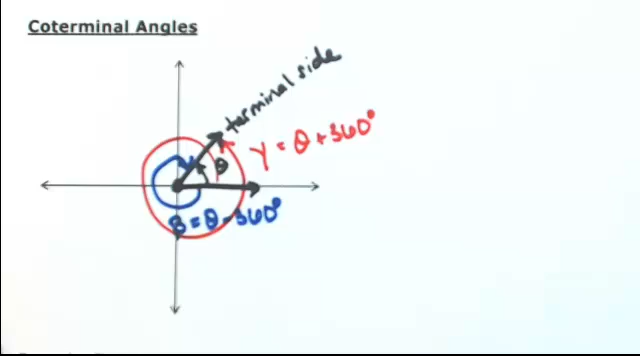 Coterminal Angles
terminal side
γ = θ + 360°
θ
β = θ - 360°